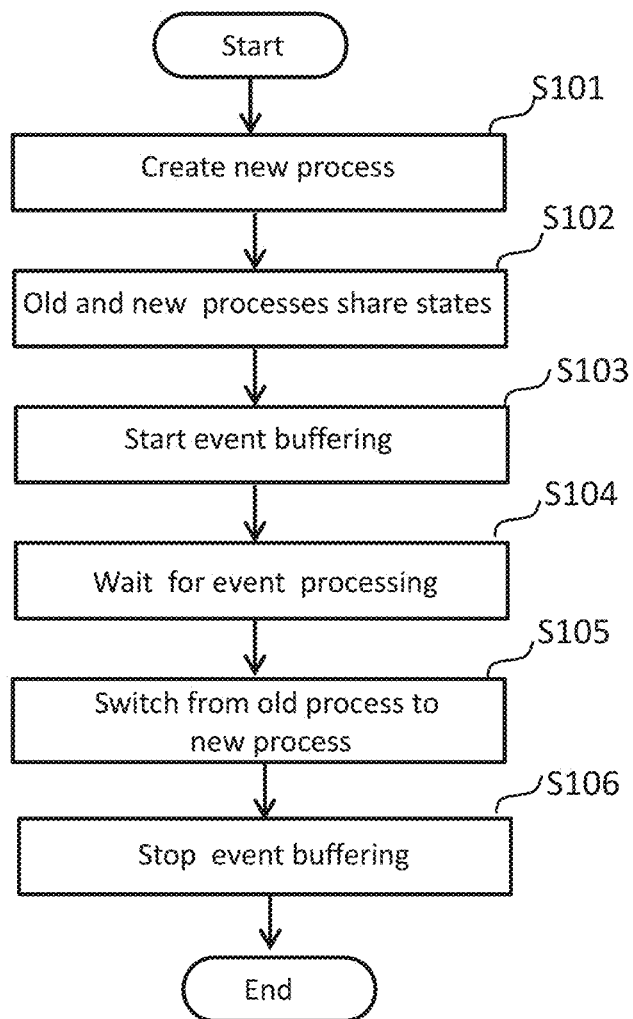 Start
S101
Create new process
S102
Old and new processes share states
S103
Start event buffering
S104
Wait for event processing
S105
Switch from old process to
new process
S106
Stop event buffering
End